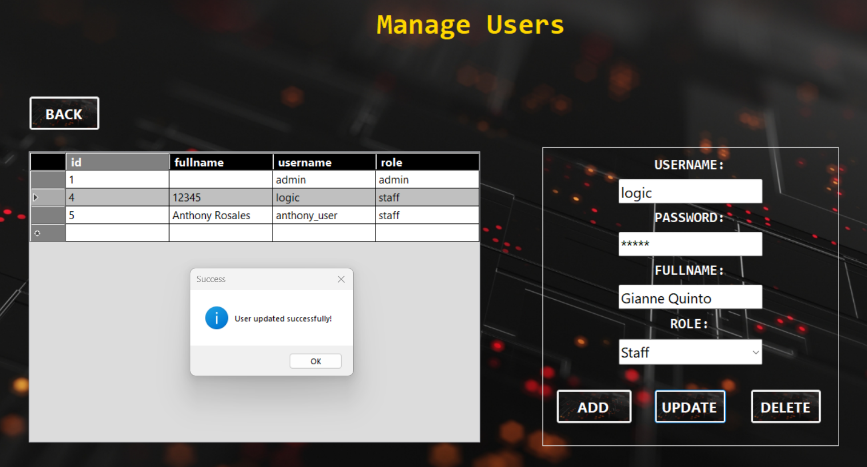 Manage Users
BACK
id fullname username role
1 admin admin
4 12345 logic staff
5 Anthony Rosales anthony_user staff
Success
User updated successfully!
OK
USERNAME:
logic
PASSWORD:
*****
FULLNAME:
Gianne Quinto
ROLE:
Staff
ADD UPDATE DELETE